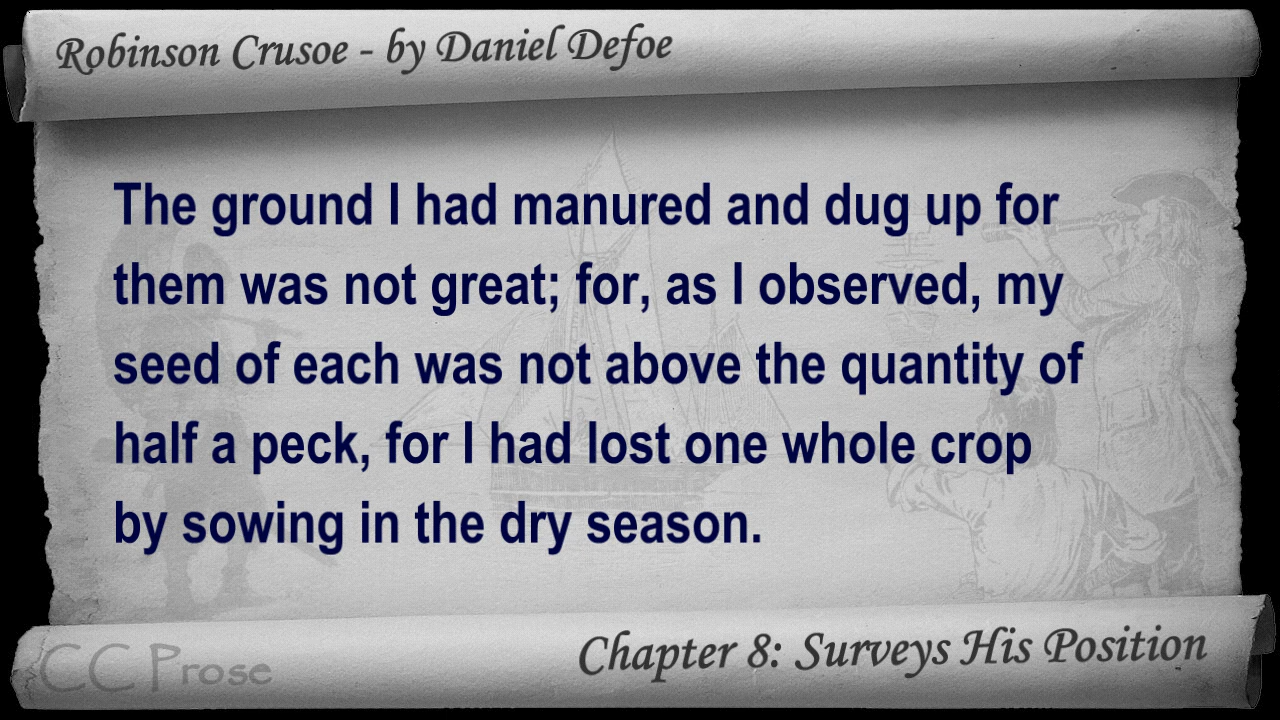 Robinson Crusoe - by Daniel Defoe
The ground I had manured and dug up for
them was not great; for, as I observed, my
seed of each was not above the quantity of
half a peck, for I had lost one whole crop
by sowing in the dry season.
Chapter 8: Surveys His Position
CC Prose